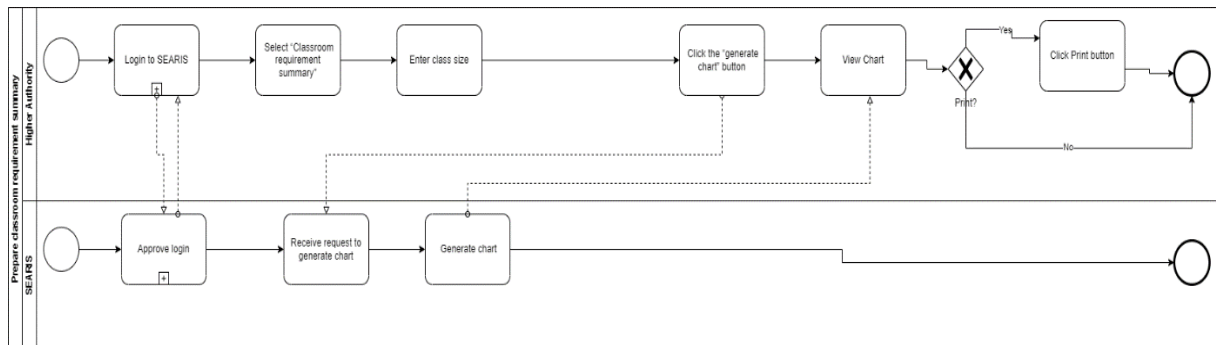 Prepare classroom requirement summary
Higher Authority
Login to SEARIS
Select "Classroom
requirement
summary"
Enter class size
Click the "generate
chart" button
View Chart
Print?
Yes
Click Print button
No
SEARIS
Approve login
Receive request to
generate chart
Generate chart